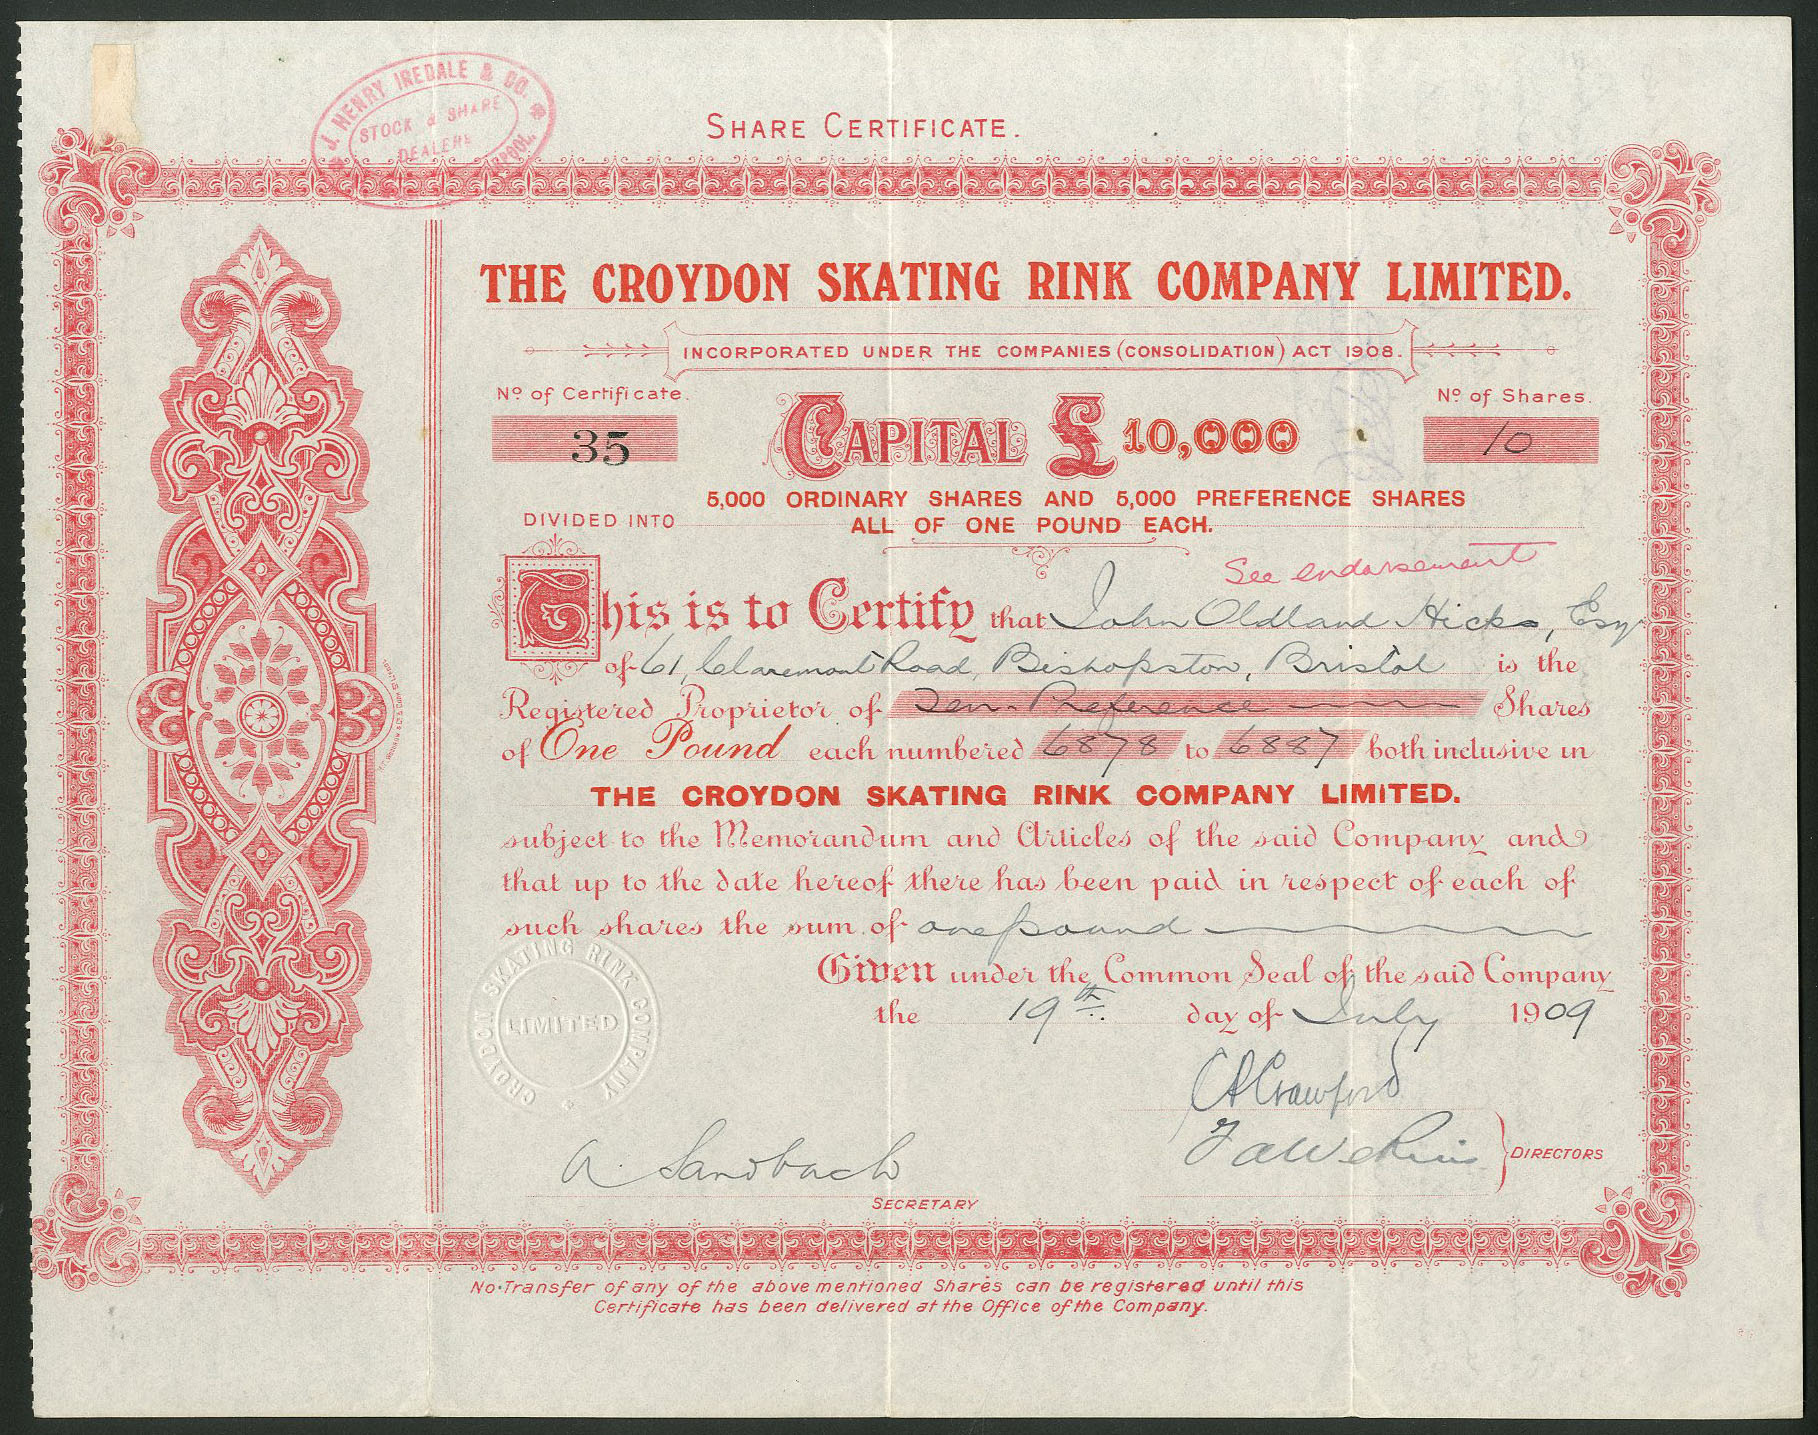 J. HENRY IREDALE & CO.
STOCK & SHARE
DEALERS
SHARE CERTIFICATE.
THE CROYDON SKATING RINK COMPANY LIMITED.
INCORPORATED UNDER THE COMPANIES (CONSOLIDATION) ACT 1908.
No of Certificate.
No of Shares.
35
CAPITAL £ 10,000
10
5,000 ORDINARY SHARES AND 5,000 PREFERENCE SHARES
DIVIDED INTO
ALL OF ONE POUND EACH.
See endorsement
This is to Certify that John Oldland Hicks, Esq
of 61, Claremont Road, Bishopston, Bristol is the
Registered Proprietor of Ten Preference Shares
of One Pound each numbered 6878 to 6887 both inclusive in
THE CROYDON SKATING RINK COMPANY LIMITED.
subject to the Memorandum and Articles of the said Company and
that up to the date hereof there has been paid in respect of each of
such shares the sum of one pound
Given under the Common Seal of the said Company
the 19th day of July 1909
CROYDON SKATING RINK COMPANY
LIMITED
C A Crawford
A. Sandbach
DIRECTORS
SECRETARY
No Transfer of any of the above mentioned Shares can be registered until this
Certificate has been delivered at the Office of the Company.